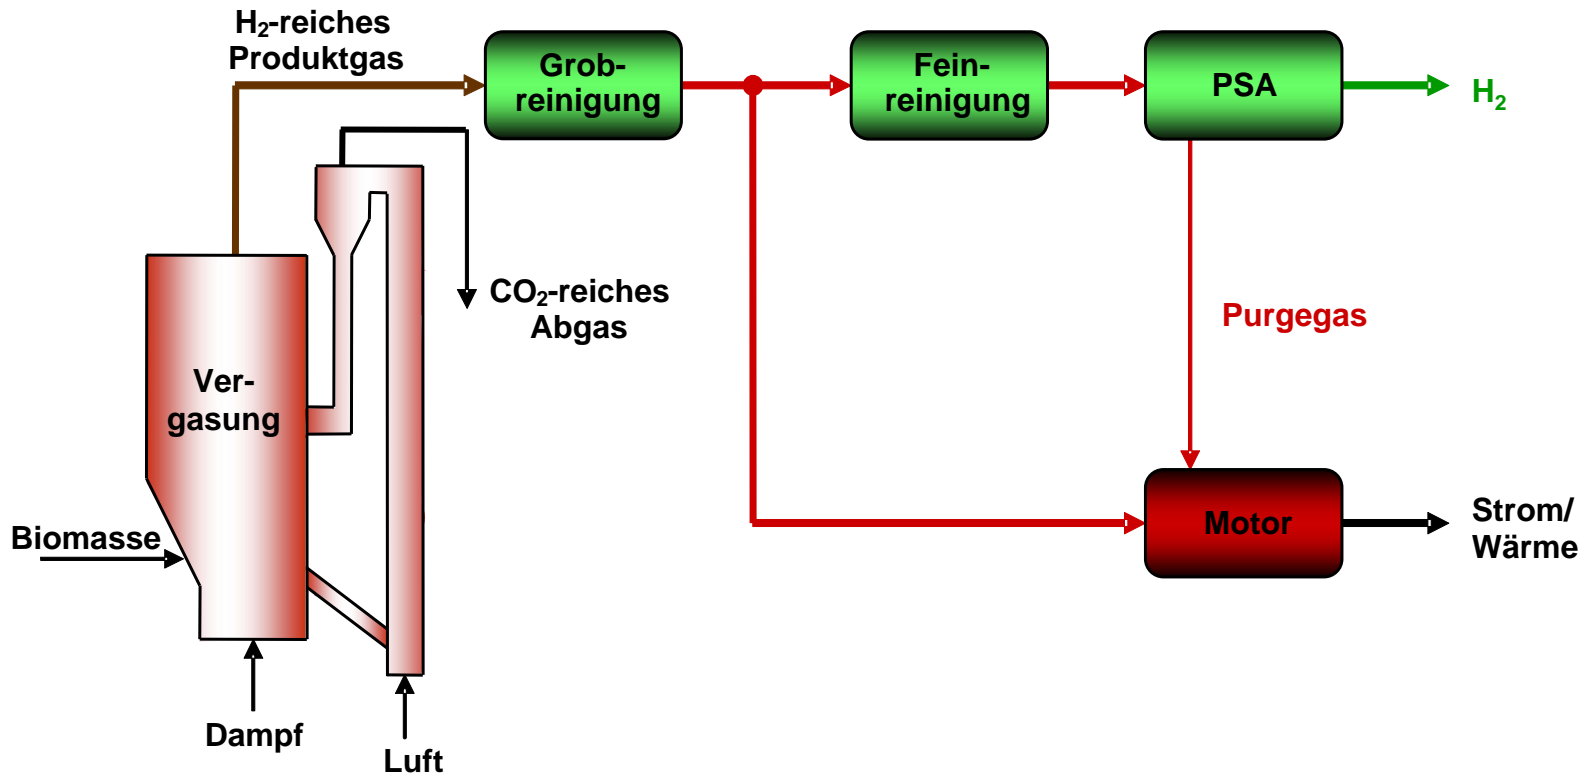 H₂-reiches
Produktgas
Grob-
reinigung
Fein-
reinigung
PSA
H₂
CO₂-reiches
Abgas
Purgegas
Ver-
gasung
Biomasse
Motor
Strom/
Wärme
Dampf
Luft